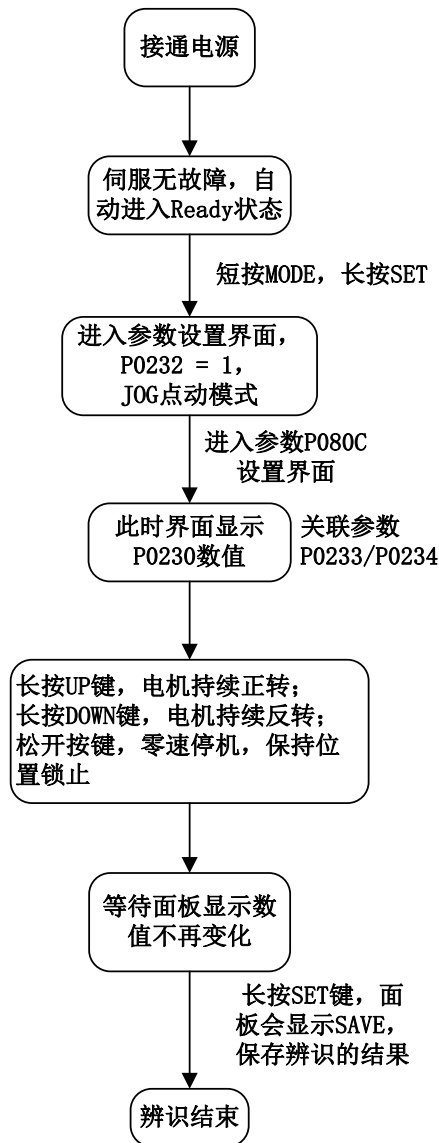 接通电源
伺服无故障，自
动进入Ready状态
短按MODE，长按SET
进入参数设置界面，
P0232 = 1，
JOG点动模式
进入参数P080C
设置界面
此时界面显示
P0230数值
关联参数
P0233/P0234
长按UP键，电机持续正转；
长按DOWN键，电机持续反转；
松开按键，零速停机，保持位
置锁止
等待面板显示数
值不再变化
长按SET键，面
板会显示SAVE，
保存辨识的结果
辨识结束